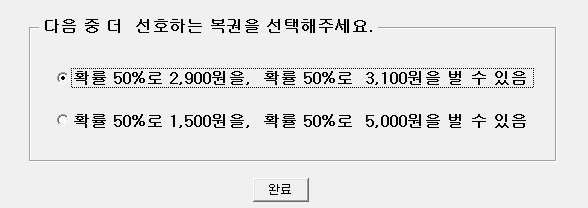 다음 중 더 선호하는 복권을 선택해주세요.
확률 50%로 2,900원을, 확률 50%로 3,100원을 벌 수 있음
확률 50%로 1,500원을, 확률 50%로 5,000원을 벌 수 있음
완료